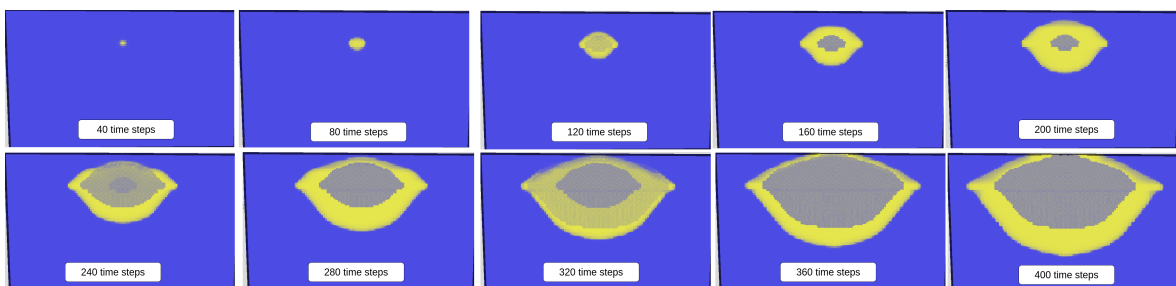 40 time steps
80 time steps
120 time steps
160 time steps
200 time steps
240 time steps
280 time steps
320 time steps
360 time steps
400 time steps